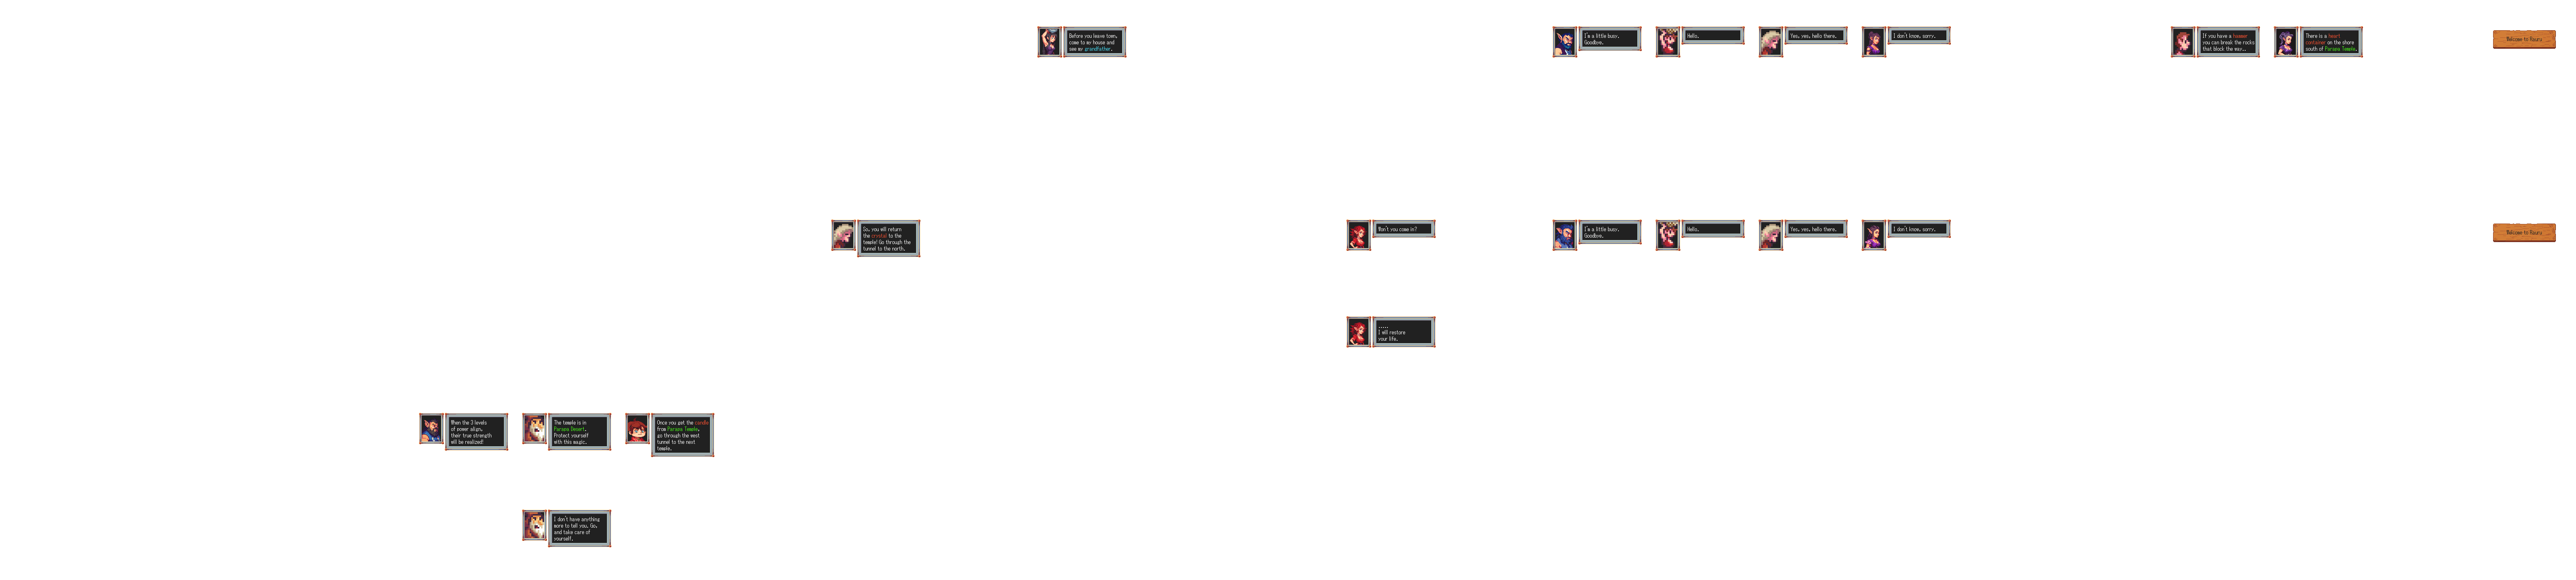 Before you leave town,
come to my house and
see my grandfather.
I'm a little busy.
Goodbye.
Hello.
Yes, yes, hello there.
I don't know, sorry.
If you have a hammer
you can break the rocks
that block the way..
There is a heart
container on the shore
south of Parapa Temple.
Welcome to Rauru
So, you will return
the crystal to the
temple! Go through the
tunnel to the north.
Won't you come in?
I'm a little busy.
Goodbye.
Hello.
Yes, yes, hello there.
I don't know, sorry.
Welcome to Rauru
.....
I will restore
your life.
When the 3 levels
of power align,
their true strength
will be realized!
The temple is in
Parapa Desert.
Protect yourself
with this magic.
Once you get the candle
from Parapa Temple,
go through the west
tunnel to the next
temple.
I don't have anything
more to tell you. Go,
and take care of
yourself.